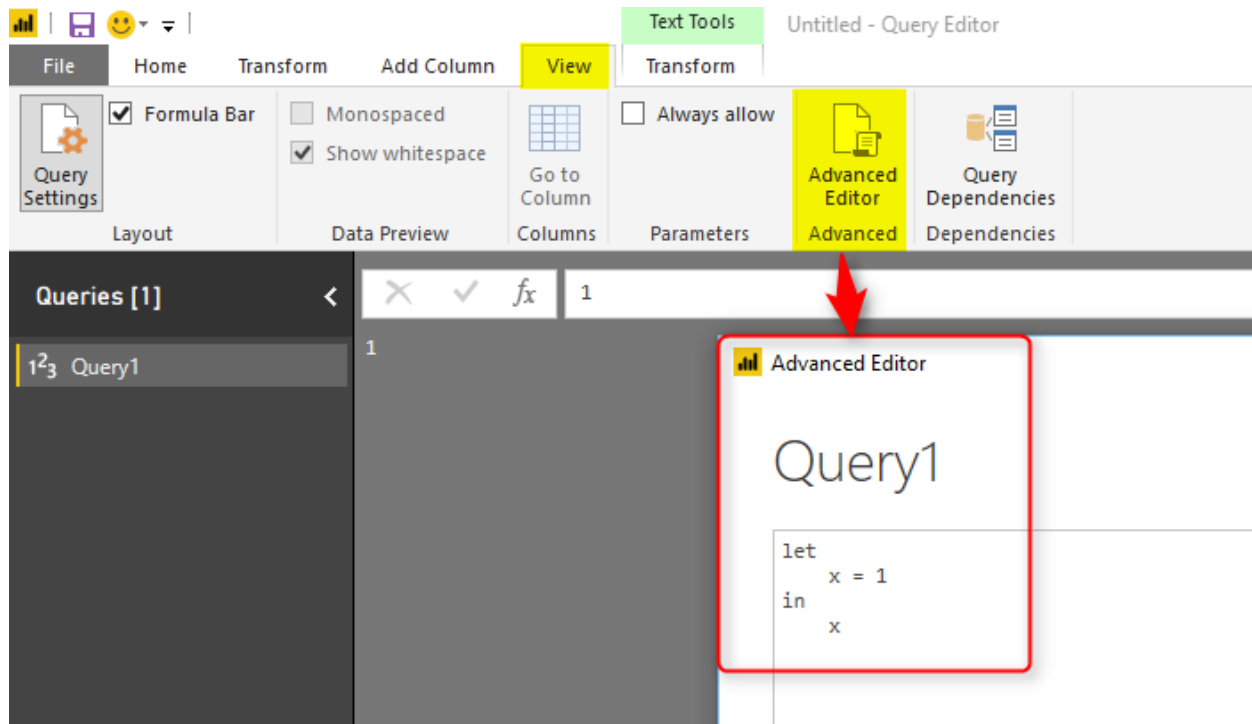 Text Tools
Untitled - Query Editor
File
Home
Transform
Add Column
View
Transform
Query Settings
Formula Bar
Layout
Monospaced
Show whitespace
Data Preview
Go to Column
Columns
Always allow
Parameters
Advanced Editor
Advanced
Query Dependencies
Dependencies
Queries [1]
fx
1
1²₃ Query1
1
Advanced Editor
Query1
let
    x = 1
in
    x